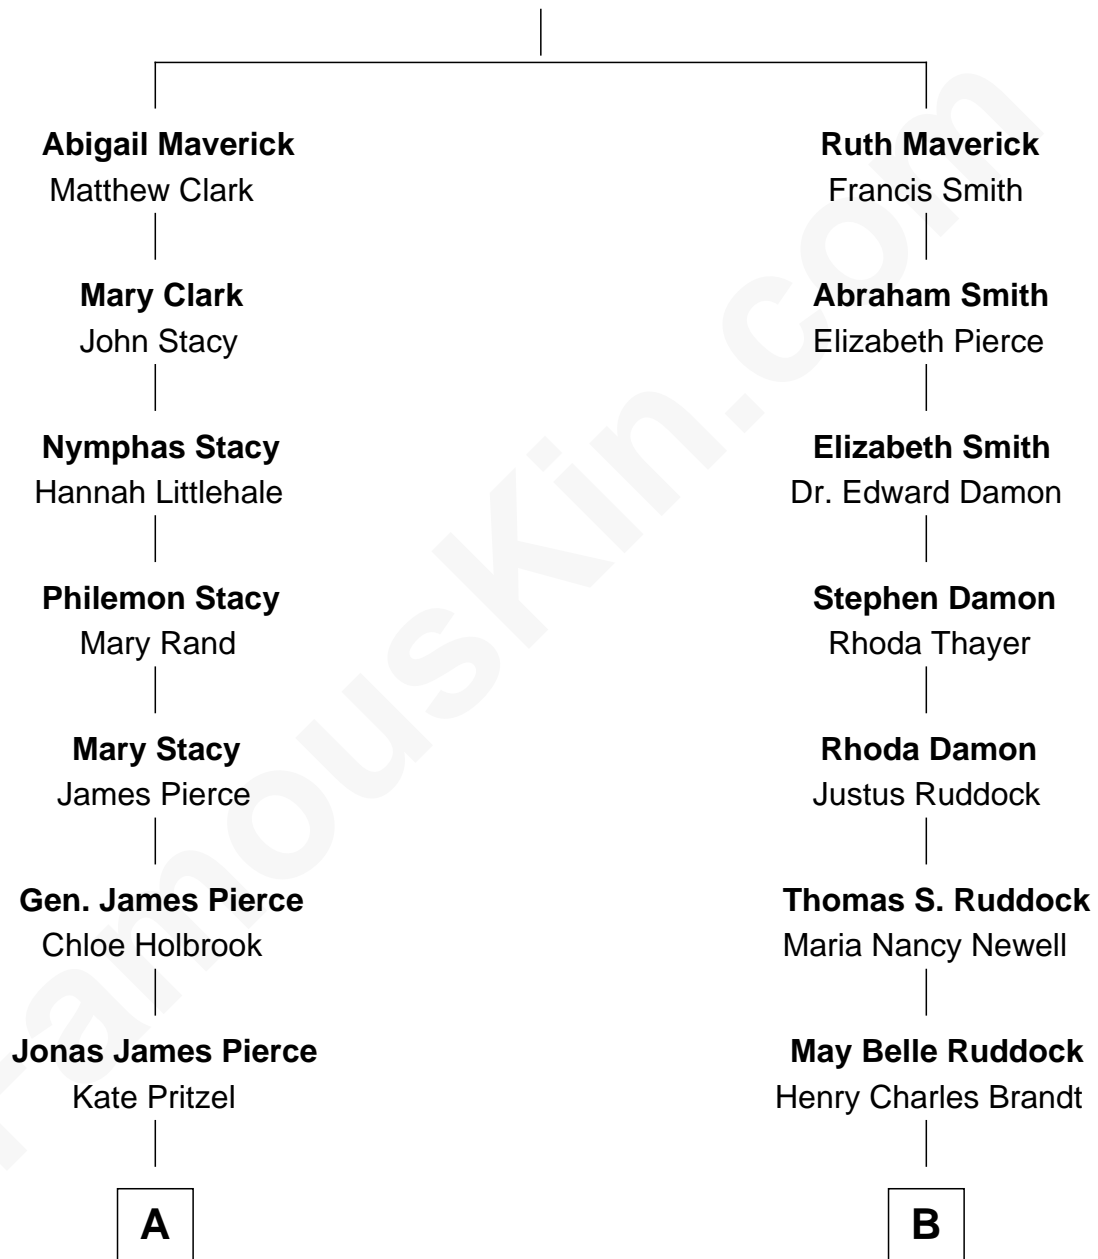 Abigail Maverick
Matthew Clark
Mary Clark
John Stacy
Nymphas Stacy
Hannah Littlehale
Philemon Stacy
Mary Rand
Mary Stacy
James Pierce
Gen. James Pierce
Chloe Holbrook
Jonas James Pierce
Kate Pritzel
A
Ruth Maverick
Francis Smith
Abraham Smith
Elizabeth Pierce
Elizabeth Smith
Dr. Edward Damon
Stephen Damon
Rhoda Thayer
Rhoda Damon
Justus Ruddock
Thomas S. Ruddock
Maria Nancy Newell
May Belle Ruddock
Henry Charles Brandt
B
FamousKin.com